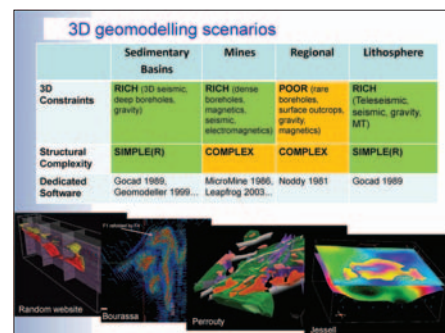 3D geomodelling scenarios
Sedimentary Basins
Mines
Regional
Lithosphere
3D Constraints
RICH (3D seismic, deep boreholes, gravity)
RICH (dense boreholes, magnetics, seismic, electromagnetics)
POOR (rare boreholes, surface outcrops, gravity, magnetics)
RICH (Teleseismic, seismic, gravity, MT)
Structural Complexity
SIMPLE(R)
COMPLEX
COMPLEX
SIMPLE(R)
Dedicated Software
Gocad 1989, Geomodeller 1999...
MicroMine 1986, Leapfrog 2003...
Noddy 1981
Gocad 1989
Random website
Bourassa
Perrouty
Jessell